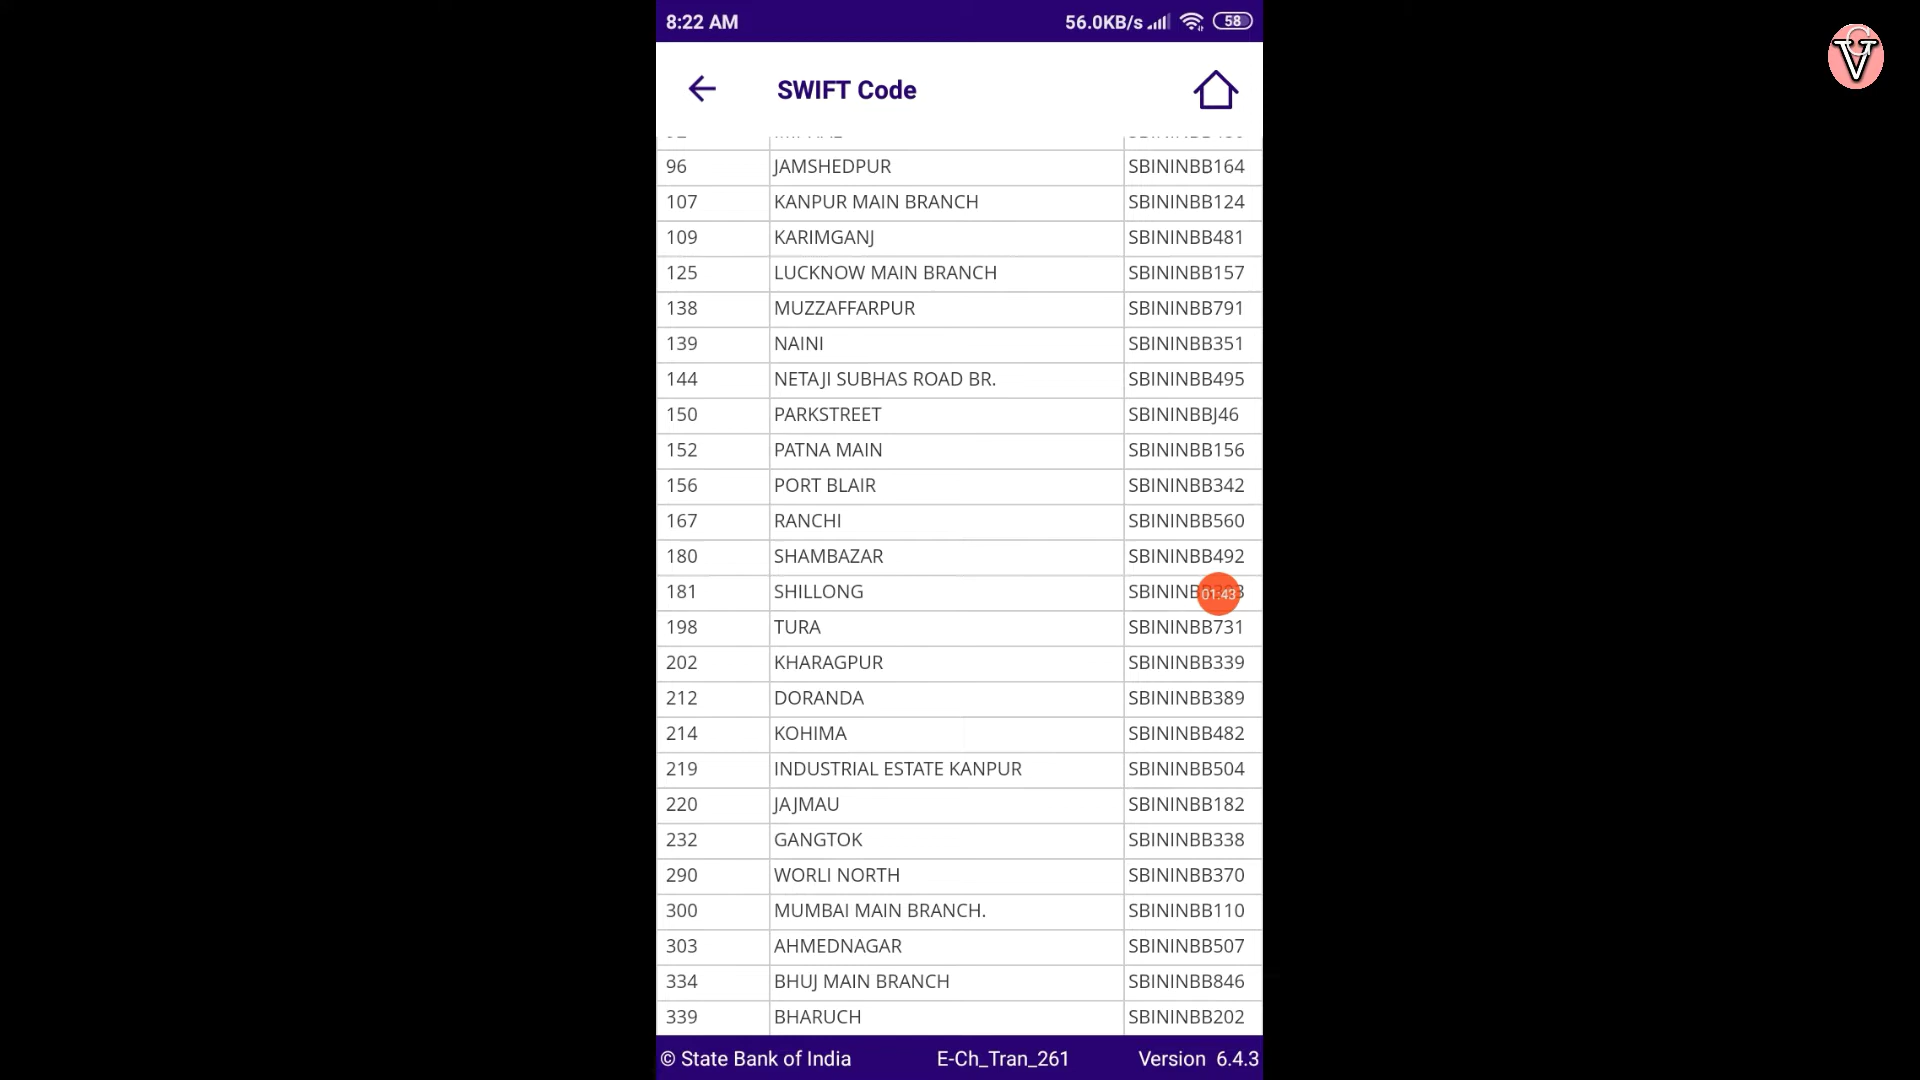 8:22 AM 56.0KB/s 58
SWIFT Code
96 JAMSHEDPUR SBININBB164
107 KANPUR MAIN BRANCH SBININBB124
109 KARIMGANJ SBININBB481
125 LUCKNOW MAIN BRANCH SBININBB157
138 MUZZAFFARPUR SBININBB791
139 NAINI SBININBB351
144 NETAJI SUBHAS ROAD BR. SBININBB495
150 PARKSTREET SBININBBJ46
152 PATNA MAIN SBININBB156
156 PORT BLAIR SBININBB342
167 RANCHI SBININBB560
180 SHAMBAZAR SBININBB492
181 SHILLONG 01:43
198 TURA SBININBB731
202 KHARAGPUR SBININBB339
212 DORANDA SBININBB389
214 KOHIMA SBININBB482
219 INDUSTRIAL ESTATE KANPUR SBININBB504
220 JAJMAU SBININBB182
232 GANGTOK SBININBB338
290 WORLI NORTH SBININBB370
300 MUMBAI MAIN BRANCH. SBININBB110
303 AHMEDNAGAR SBININBB507
334 BHUJ MAIN BRANCH SBININBB846
339 BHARUCH SBININBB202
© State Bank of India E-Ch_Tran_261 Version 6.4.3